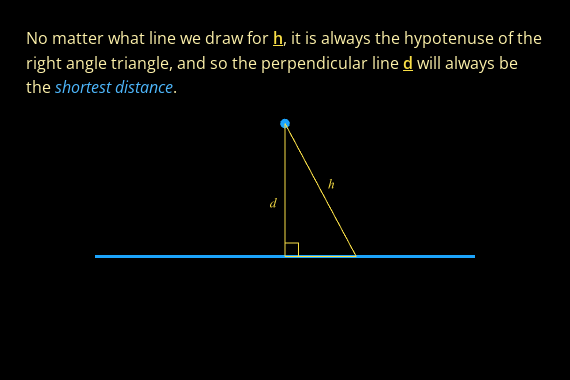 No matter what line we draw for h, it is always the hypotenuse of the
right angle triangle, and so the perpendicular line d will always be
the shortest distance.
h
d